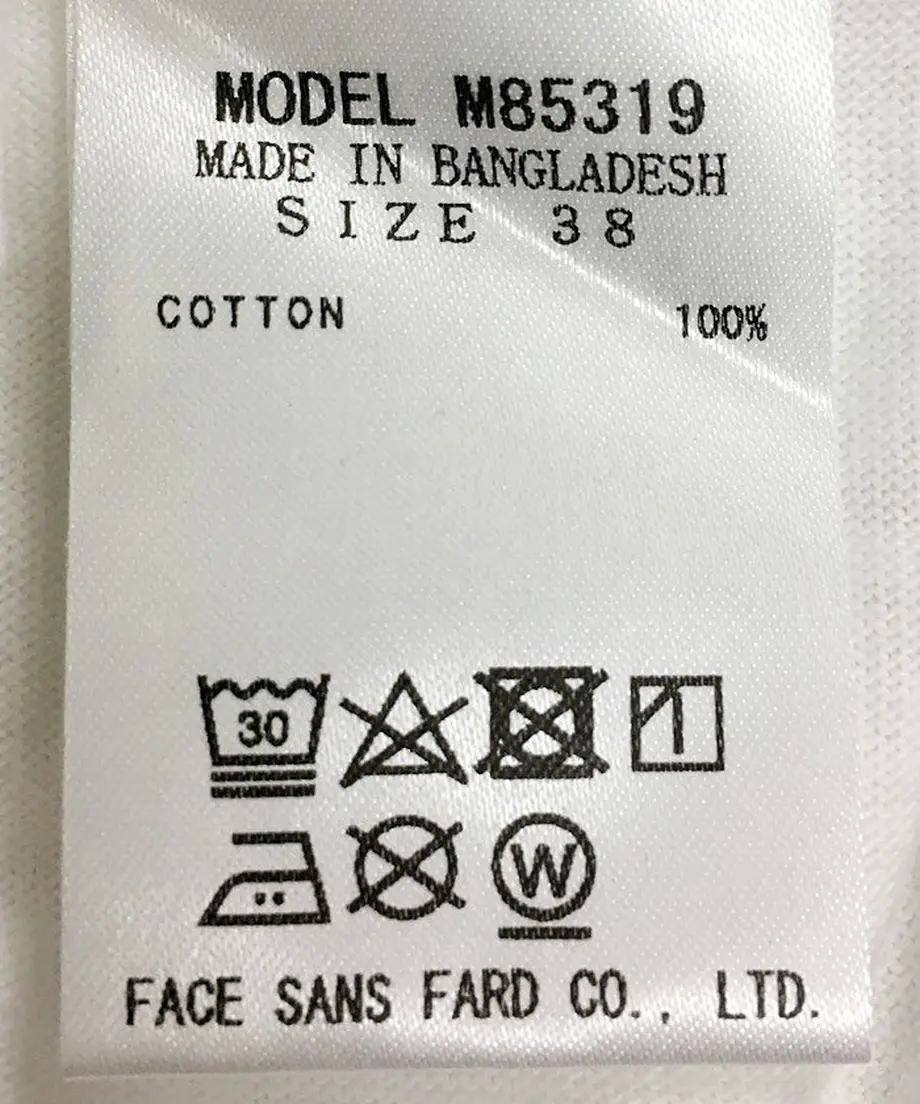 MODEL M85319
MADE IN BANGLADESH
SIZE 38
COTTON 100%
30
W
FACE SANS FARD CO., LTD.